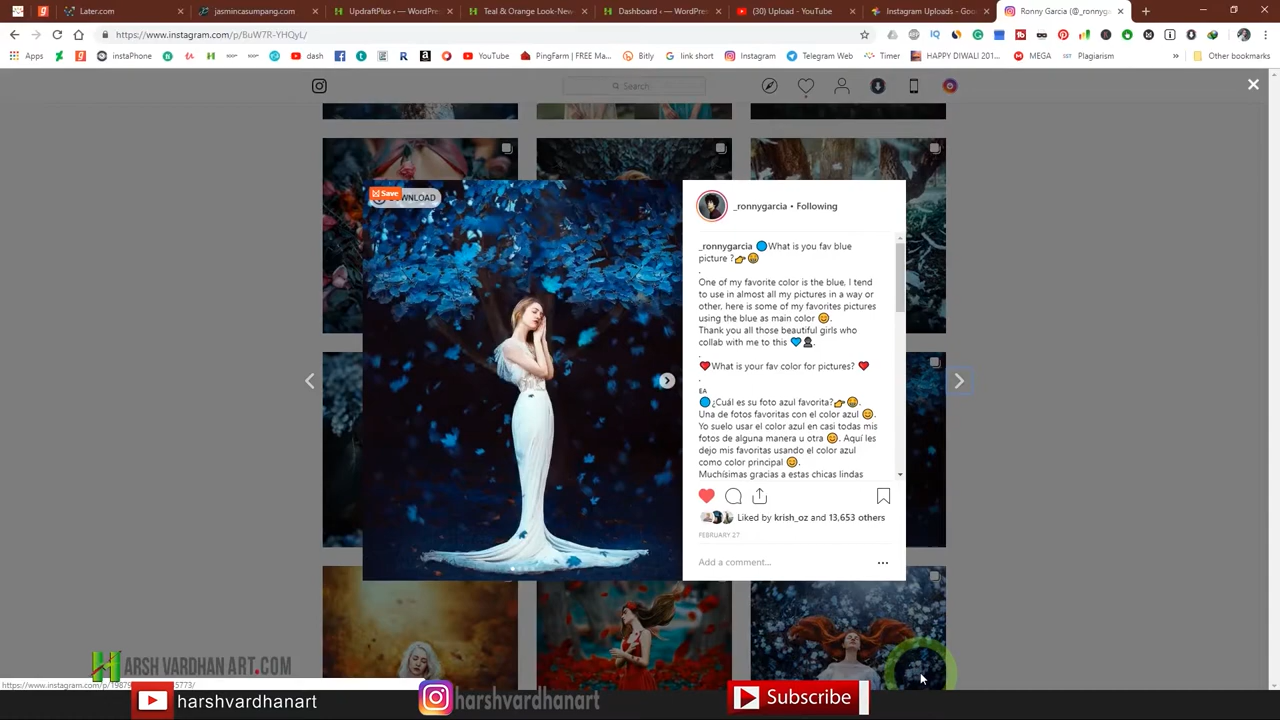 Later.com
jasmincasumpang.com
UpdraftPlus ‹ — WordPre
Teal & Orange Look-New
Dashboard ‹ — WordPres
(30) Upload - YouTube
Instagram Uploads - Goo
Ronny Garcia (@_ronnyg
https://www.instagram.com/p/BuW7R-YHQyL/
Apps
instaPhone
dash
YouTube
PingFarm | FREE Ma
Bitly
link short
Instagram
Telegram Web
Timer
HAPPY DIWALI 201
MEGA
Plagiarism
Other bookmarks
Search
Save
WNLOAD
_ronnygarcia • Following
_ronnygarcia 🔵What is you fav blue
picture ?👉😀
.
One of my favorite color is the blue, I tend
to use in almost all my pictures in a way or
other, here is some of my favorites pictures
using the blue as main color 😊.
Thank you all those beautiful girls who
collab with me to this 💙👤.
.
❤️What is your fav color for pictures? ❤️
.
EA
🔵¿Cuál es su foto azul favorita?👉😀.
Una de fotos favoritas con el color azul 😊.
Yo suelo usar el color azul en casi todas mis
fotos de alguna manera u otra 😊. Aquí les
dejo mis favoritas usando el color azul
como color principal 😊.
Muchísimas gracias a estas chicas lindas
Liked by krish_oz and 13,653 others
FEBRUARY 27
Add a comment...
HARSH VARDHAN ART.COM
harshvardhanart
harshvardhanart
Subscribe